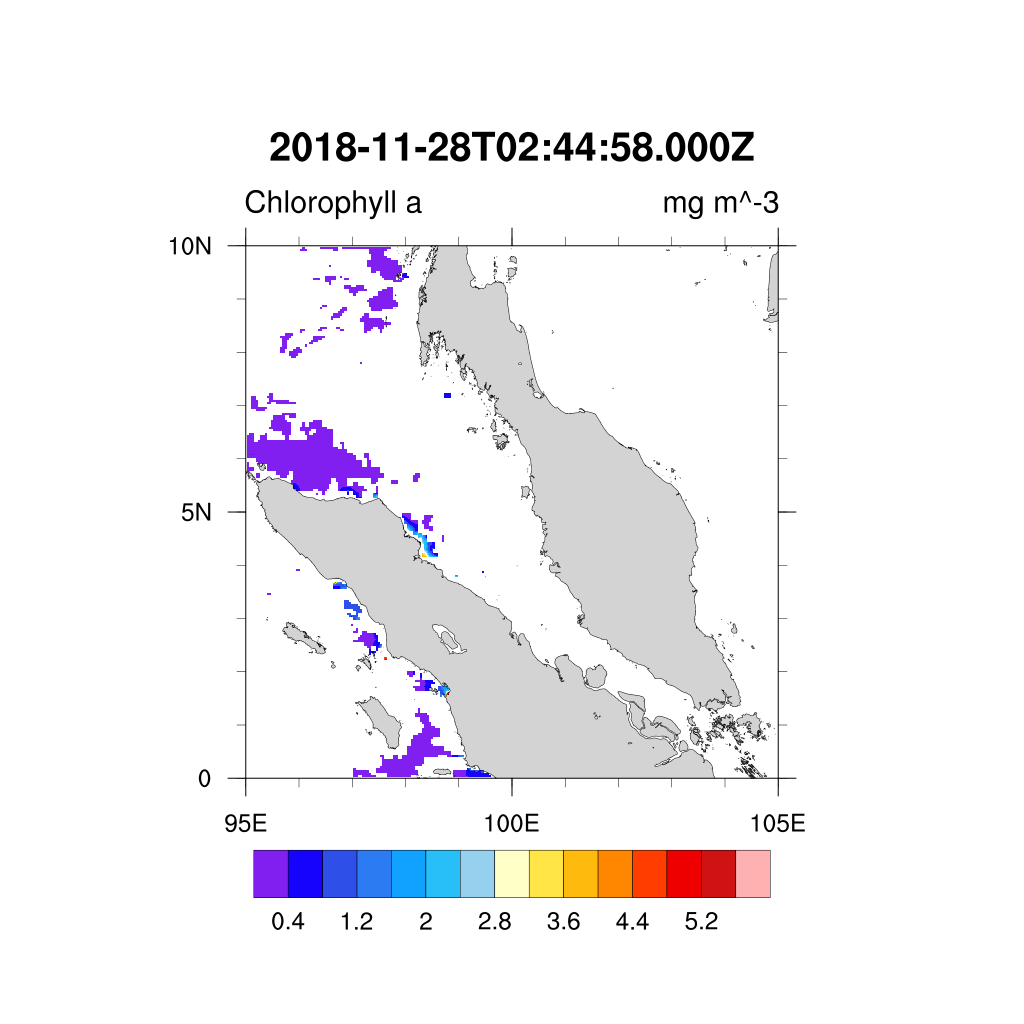 2018-11-28T02:44:58.000Z
Chlorophyll a mg m^-3
10N
5N
0
95E 100E 105E
0.4 1.2 2 2.8 3.6 4.4 5.2